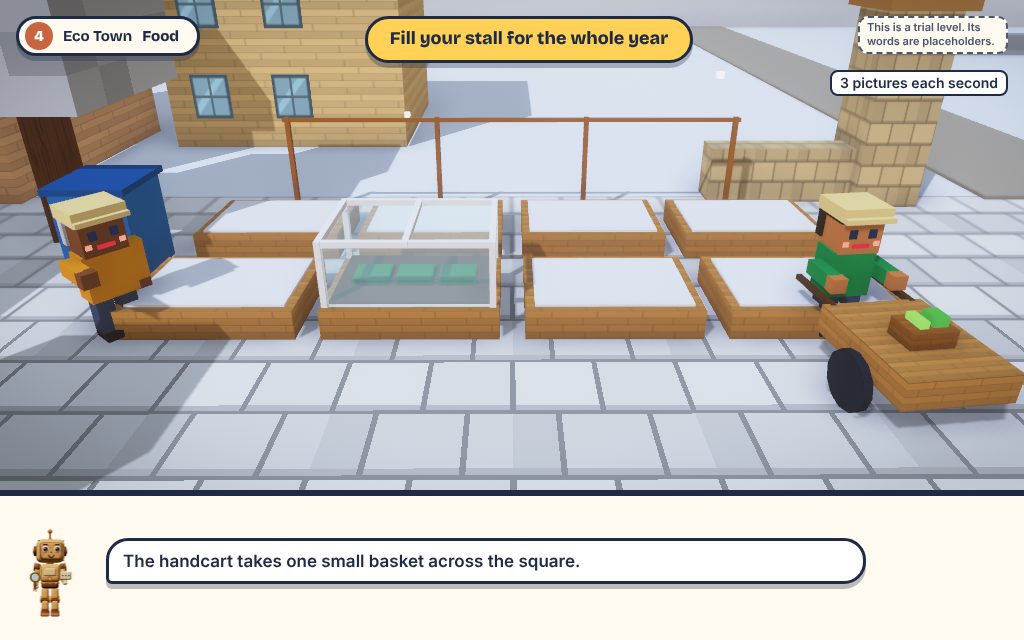 4 Eco Town Food
Fill your stall for the whole year
This is a trial level. Its
words are placeholders.
3 pictures each second
The handcart takes one small basket across the square.